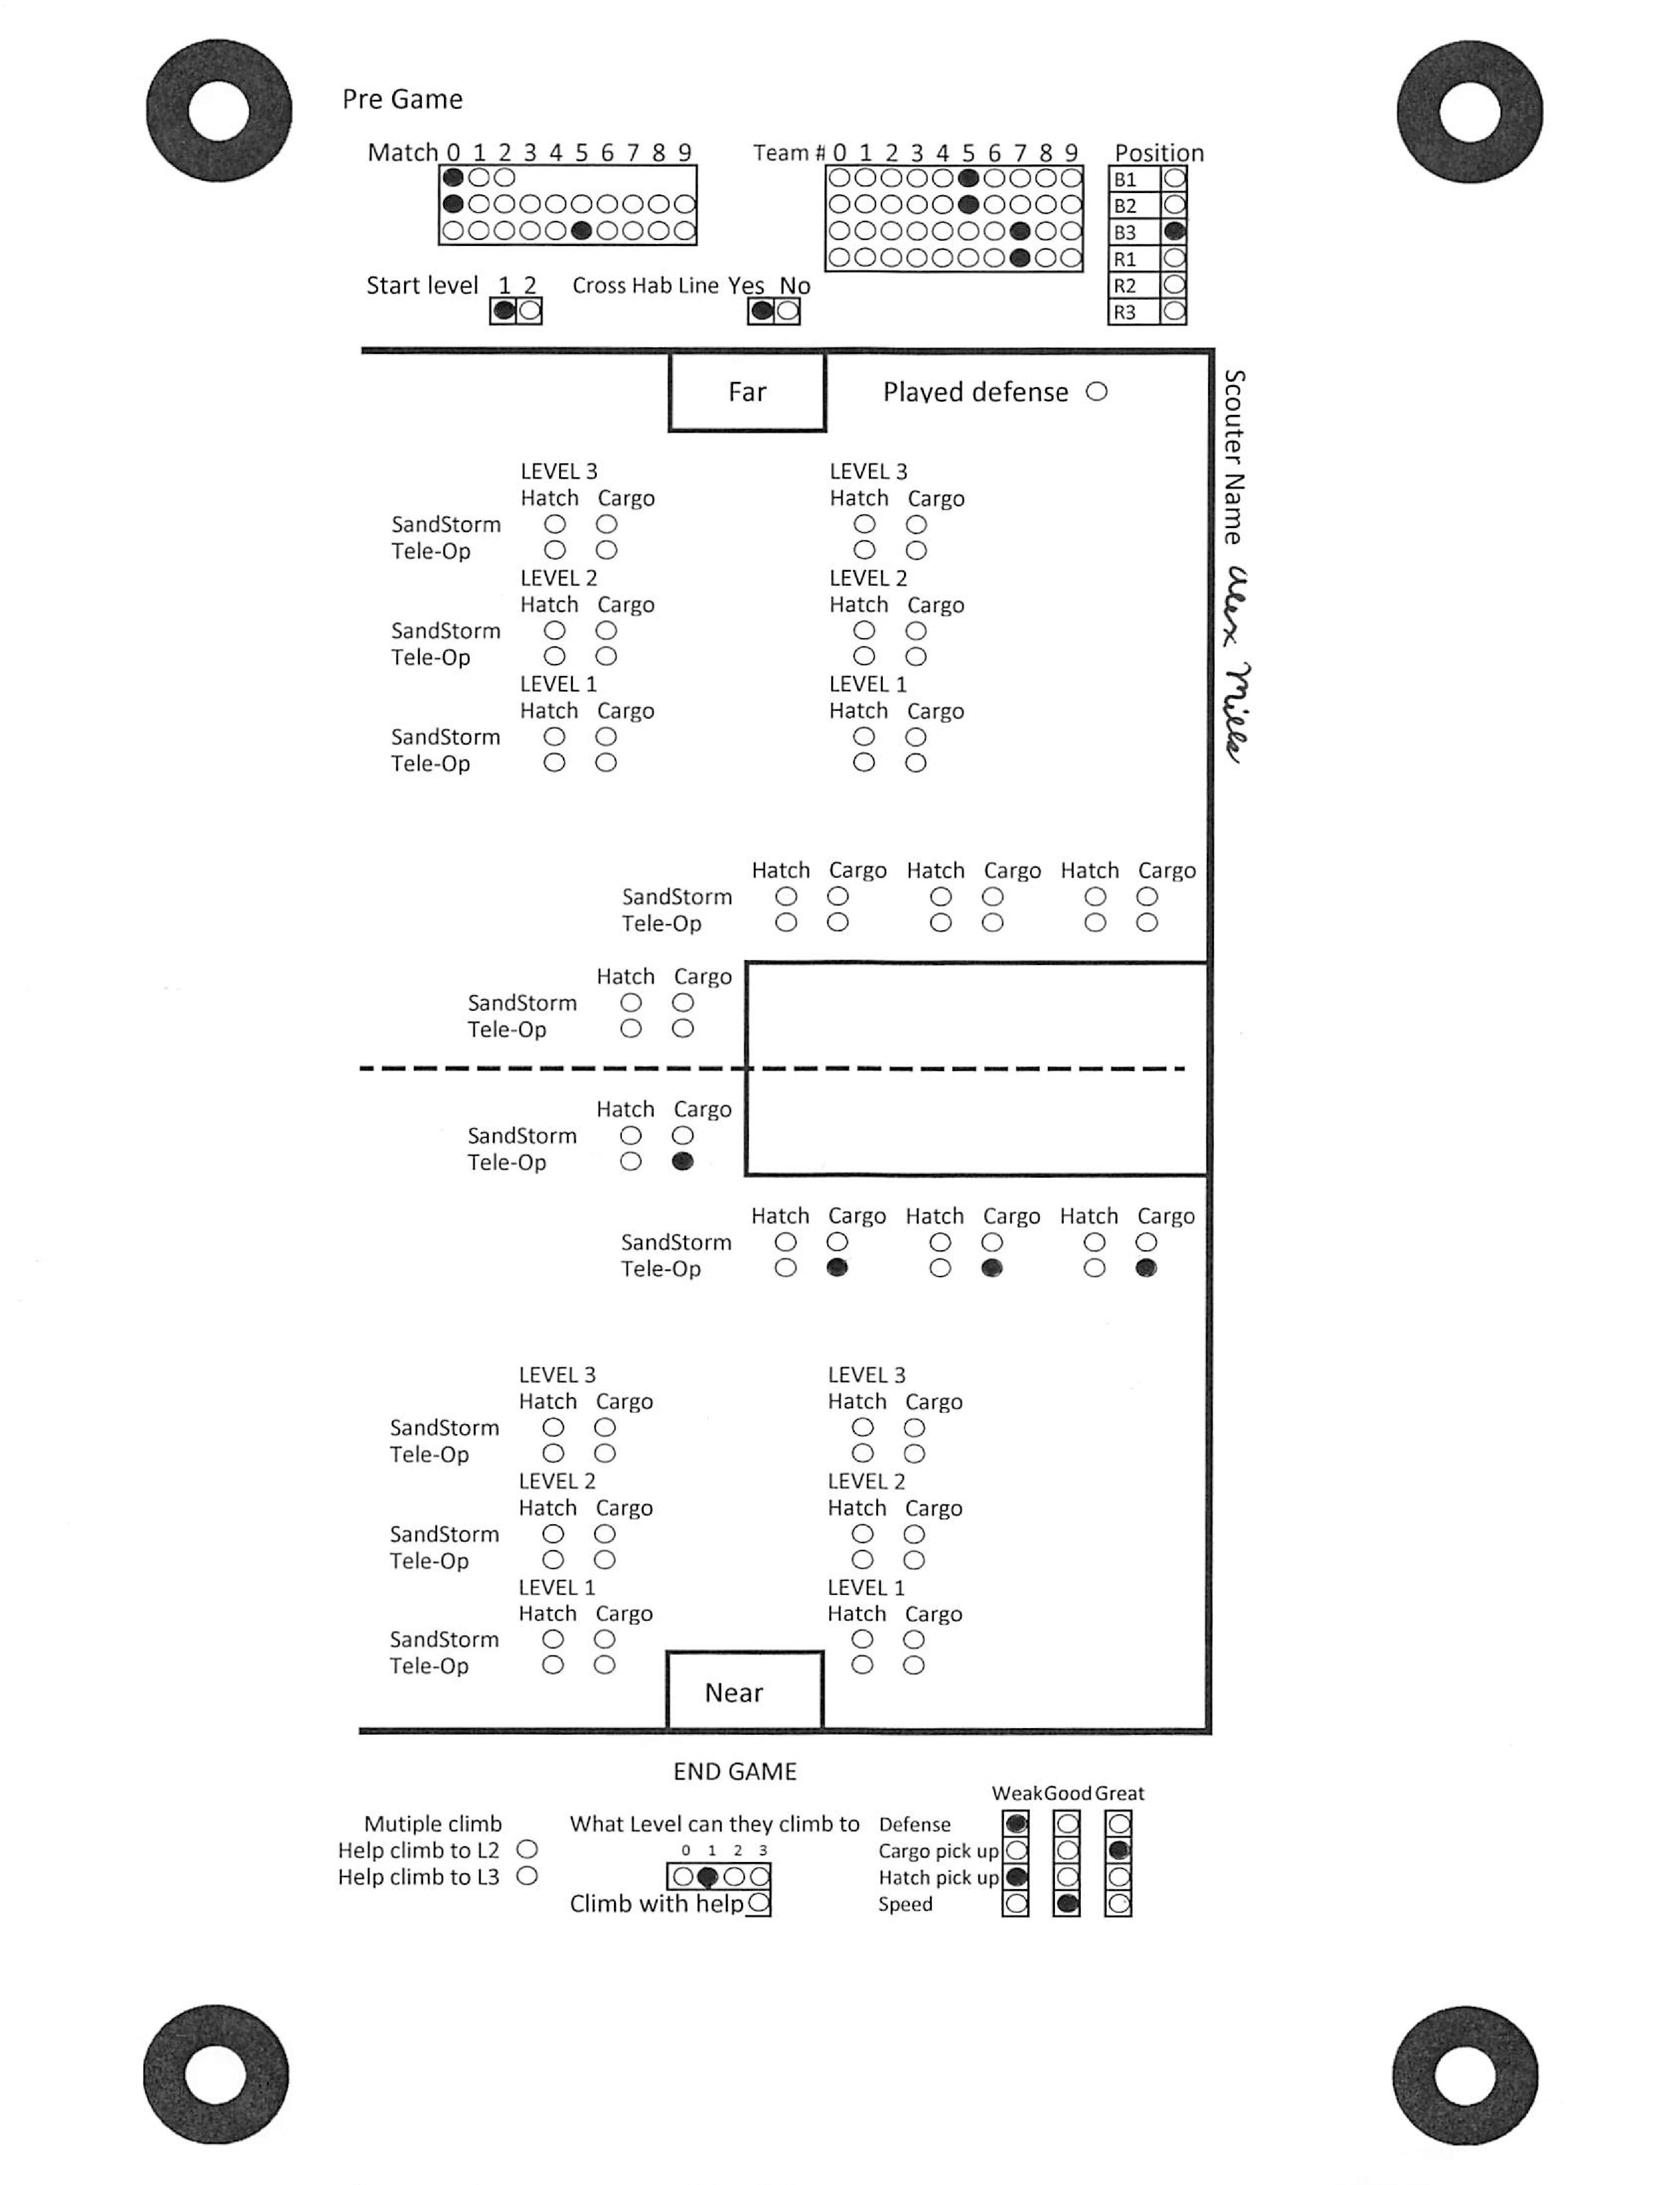 Pre Game
Match 0 1 2 3 4 5 6 7 8 9
Team # 0 1 2 3 4 5 6 7 8 9
Position
B1
B2
B3
R1
R2
R3
Start level 1 2
Cross Hab Line Yes No
Far
Played defense
Scouter Name Alex Mills
LEVEL 3 LEVEL 3
Hatch Cargo Hatch Cargo
SandStorm
Tele-Op
LEVEL 2 LEVEL 2
Hatch Cargo Hatch Cargo
SandStorm
Tele-Op
LEVEL 1 LEVEL 1
Hatch Cargo Hatch Cargo
SandStorm
Tele-Op
Hatch Cargo Hatch Cargo Hatch Cargo
SandStorm
Tele-Op
Hatch Cargo
SandStorm
Tele-Op
Hatch Cargo
SandStorm
Tele-Op
Hatch Cargo Hatch Cargo Hatch Cargo
SandStorm
Tele-Op
LEVEL 3 LEVEL 3
Hatch Cargo Hatch Cargo
SandStorm
Tele-Op
LEVEL 2 LEVEL 2
Hatch Cargo Hatch Cargo
SandStorm
Tele-Op
LEVEL 1 LEVEL 1
Hatch Cargo Hatch Cargo
SandStorm
Tele-Op
Near
END GAME
Mutiple climb
Help climb to L2
Help climb to L3
What Level can they climb to
0 1 2 3
Climb with help
Weak Good Great
Defense
Cargo pick up
Hatch pick up
Speed